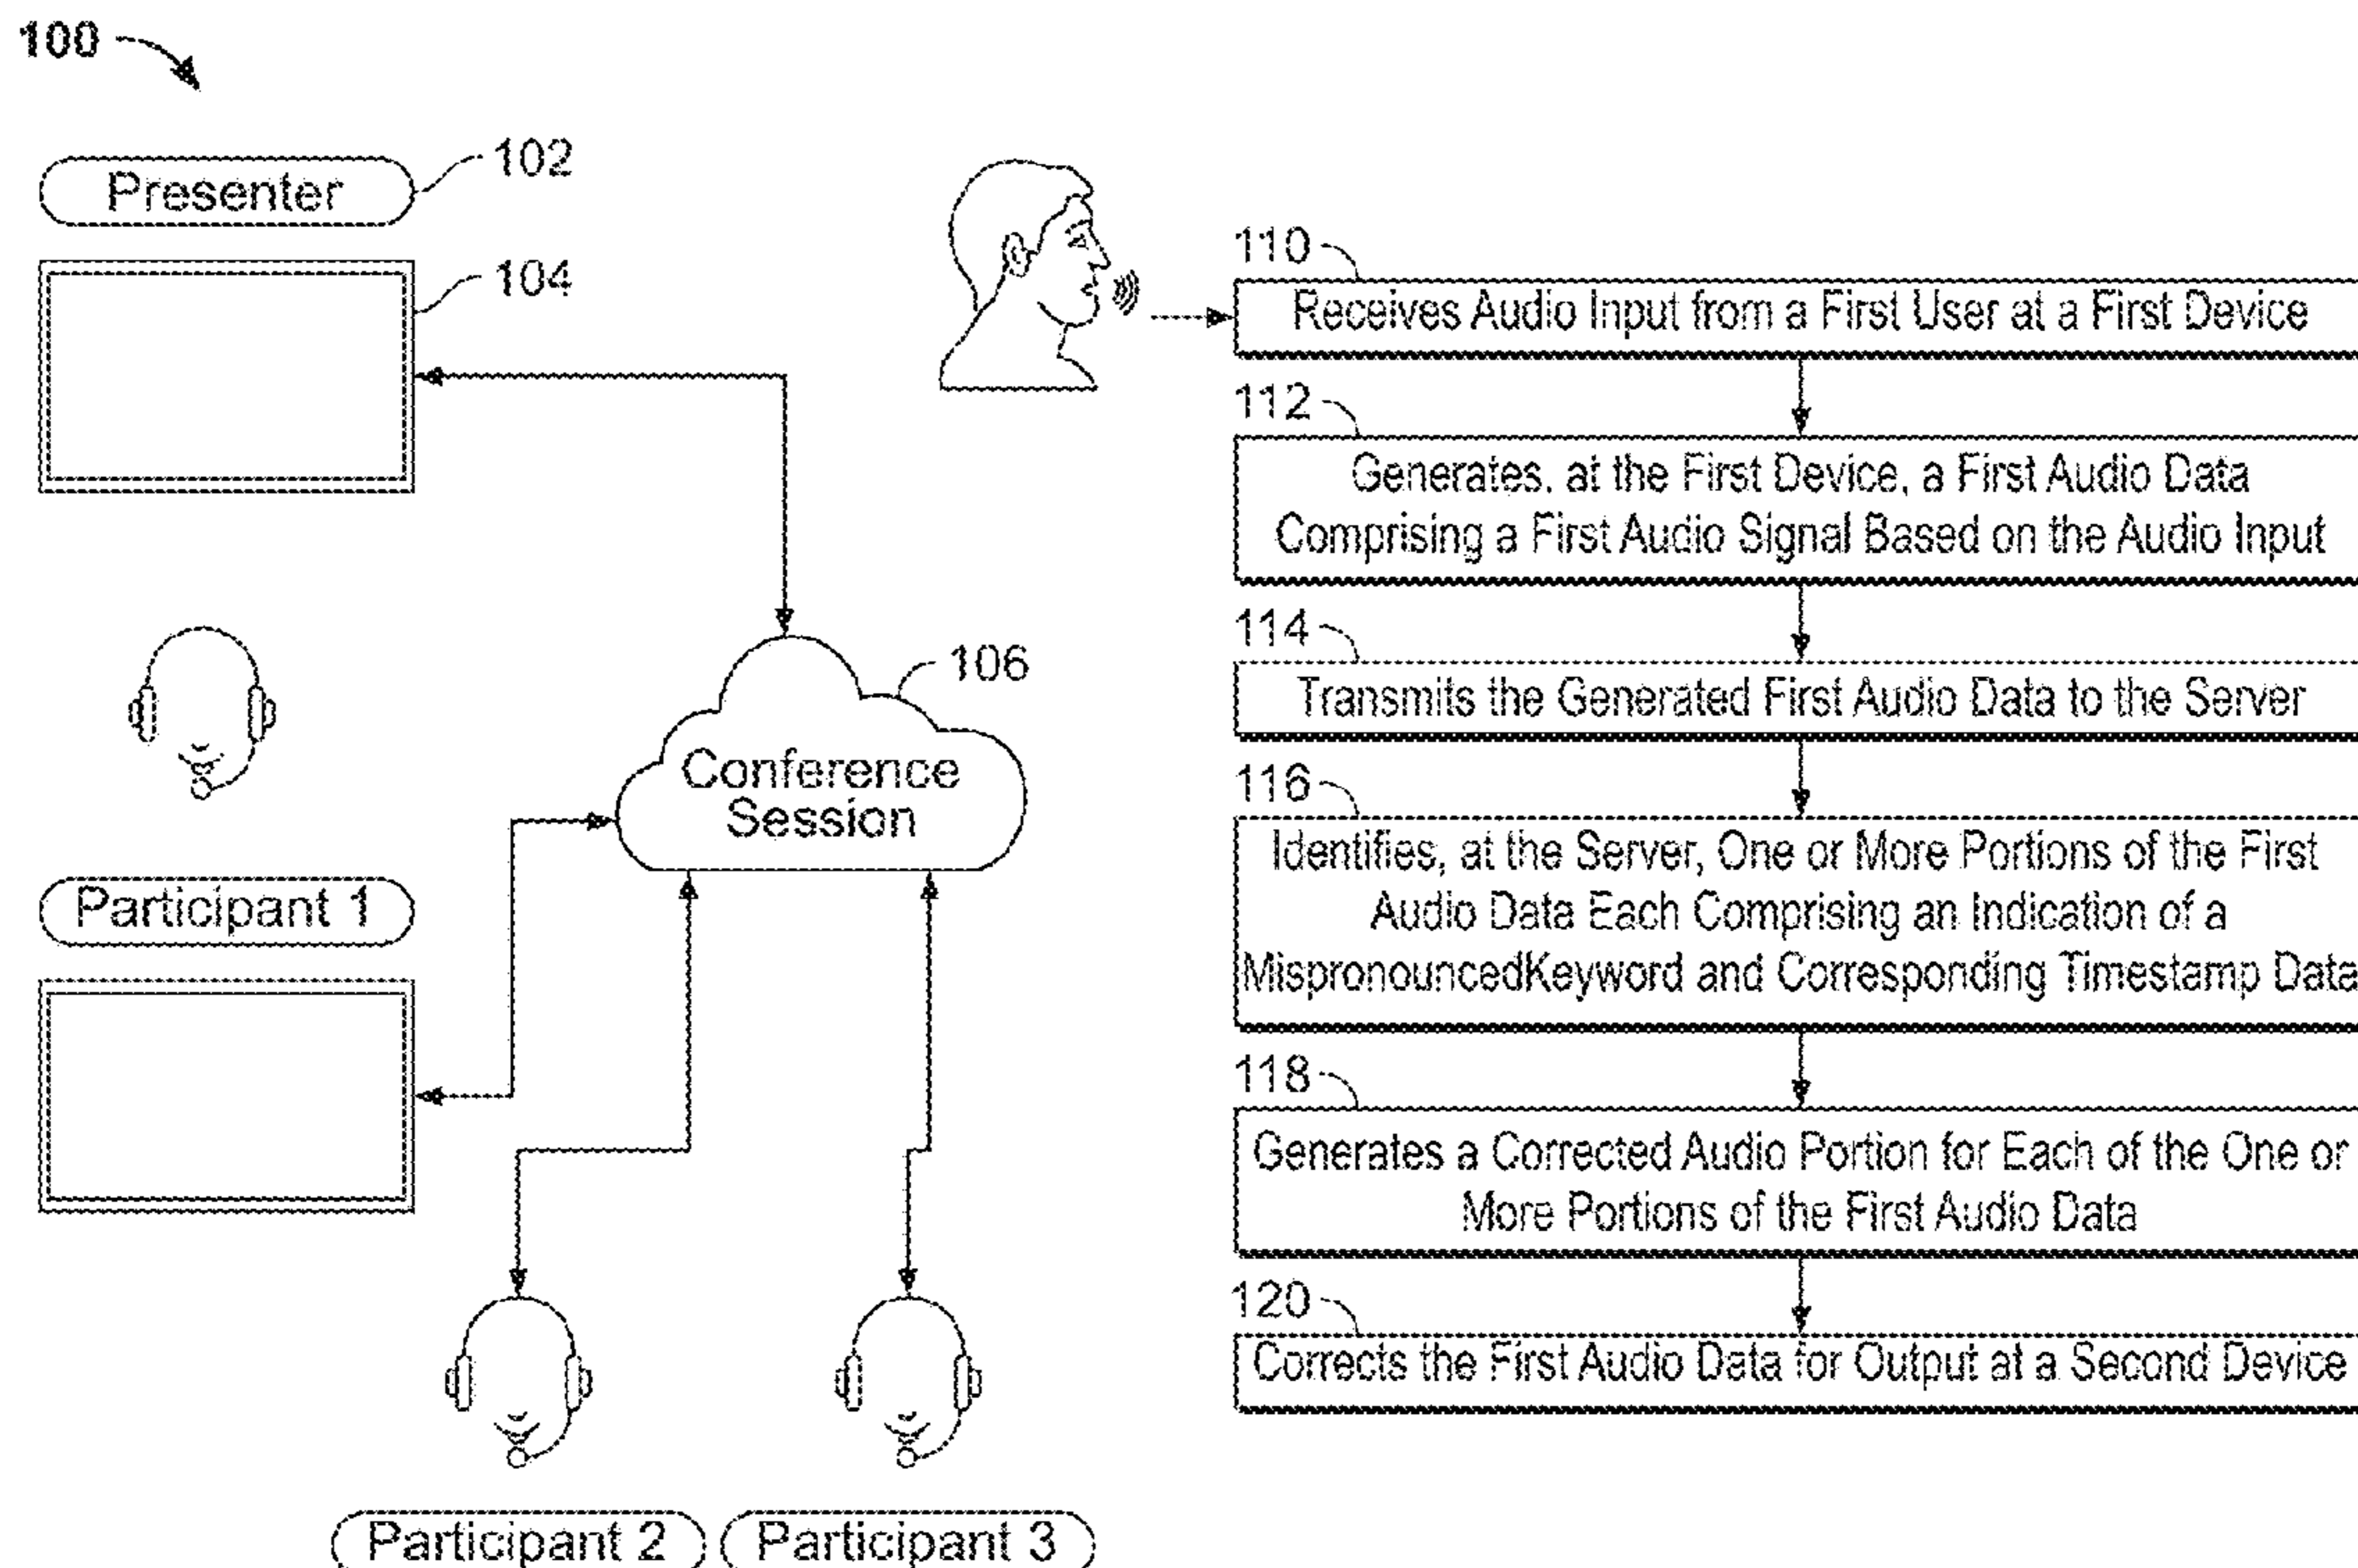 100
Presenter
102
104
106
Conference
Session
Participant 1
Participant 2
Participant 3
110
Receives Audio Input from a First User at a First Device
112
Generates, at the First Device, a First Audio Data
Comprising a First Audio Signal Based on the Audio Input
114
Transmits the Generated First Audio Data to the Server
116
Identifies, at the Server, One or More Portions of the First
Audio Data Each Comprising an Indication of a
MispronouncedKeyword and Corresponding Timestamp Data
118
Generates a Corrected Audio Portion for Each of the One or
More Portions of the First Audio Data
120
Corrects the First Audio Data for Output at a Second Device